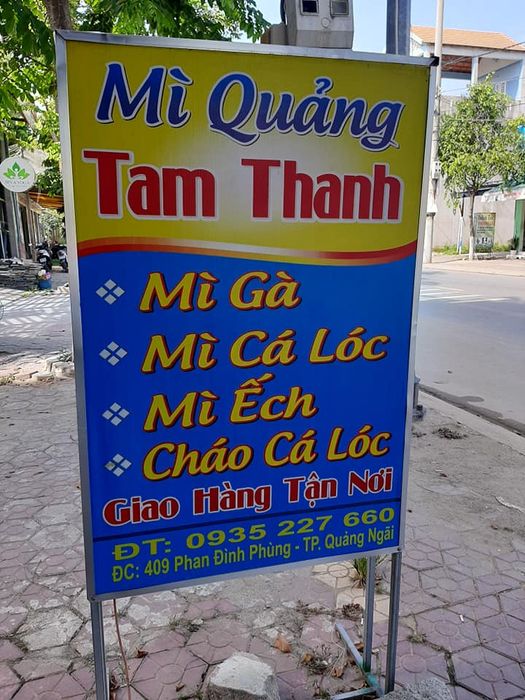 Mì Quảng
Tam Thanh
Mì Gà
Mì Cá Lóc
Mì Ếch
Cháo Cá Lóc
Giao Hàng Tận Nơi
ĐT: 0935 227 660
ĐC: 409 Phan Đình Phùng - TP. Quảng Ngãi